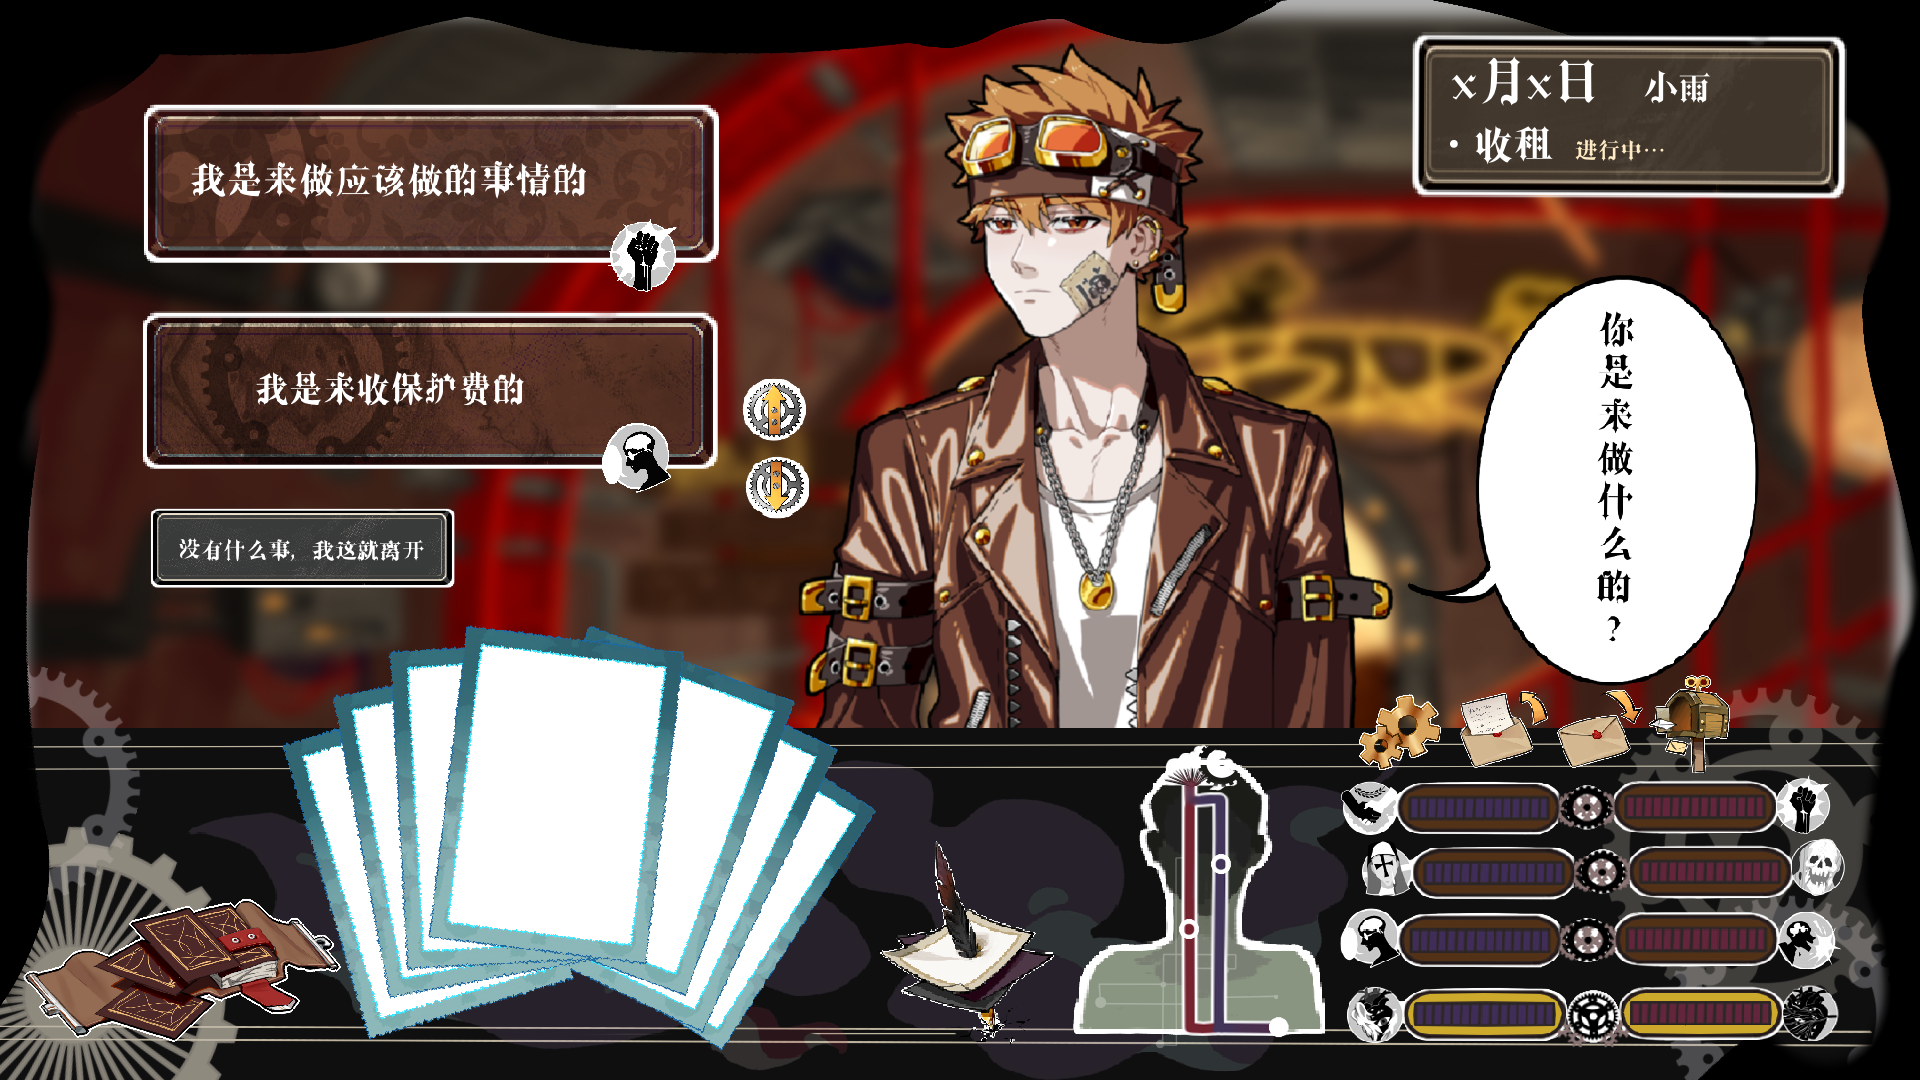 x月x日 小雨
·收租 进行中…
我是来做应该做的事情的
我是来收保护费的
没有什么事，我这就离开
你是来做什么的？